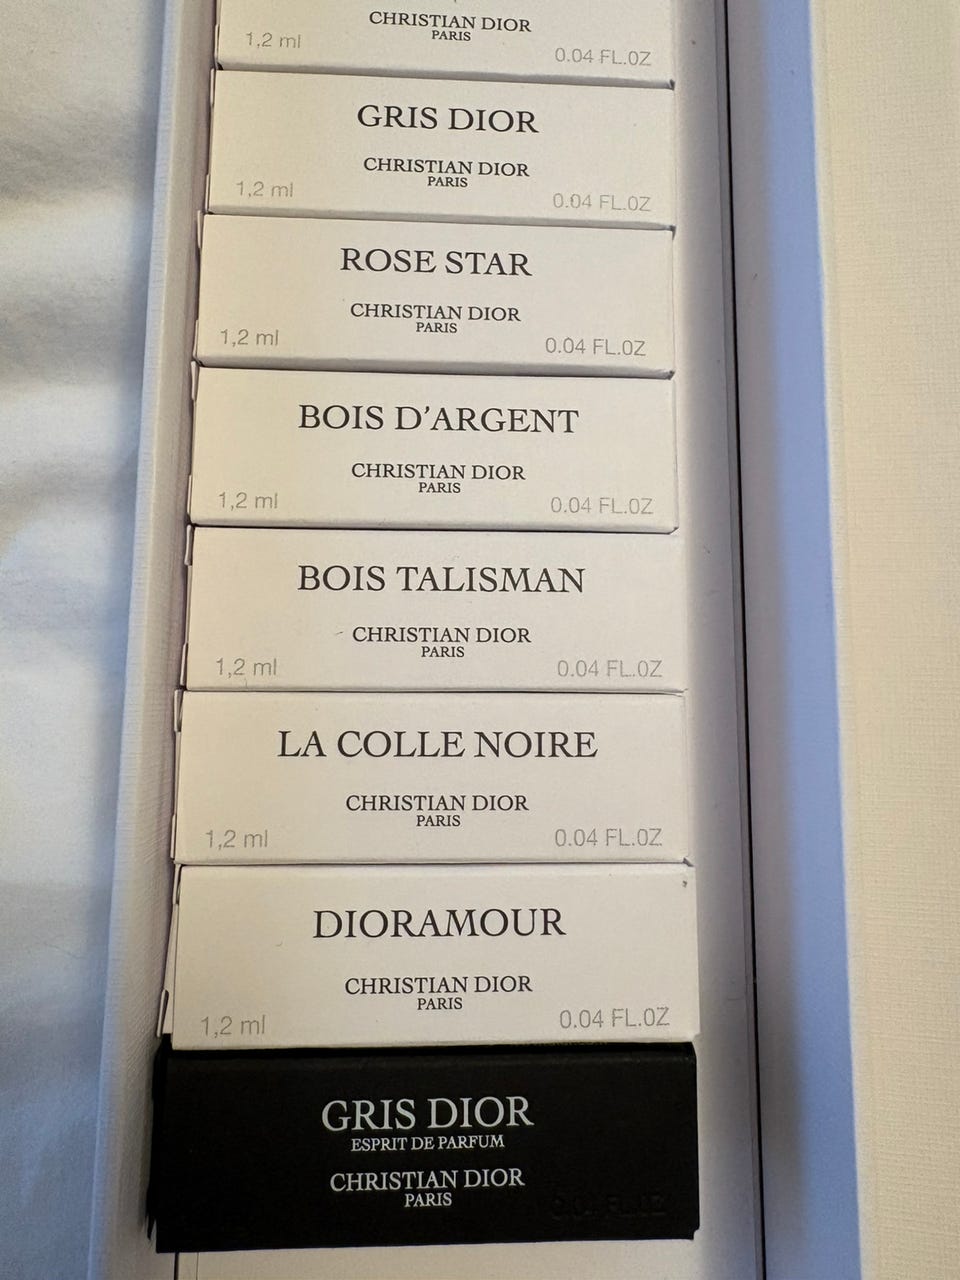 CHRISTIAN DIOR
PARIS
1,2 ml
0.04 FL.OZ
GRIS DIOR
CHRISTIAN DIOR
PARIS
1,2 ml
0.04 FL.OZ
ROSE STAR
CHRISTIAN DIOR
PARIS
1,2 ml
0.04 FL.OZ
BOIS D'ARGENT
CHRISTIAN DIOR
PARIS
1,2 ml
0.04 FL.OZ
BOIS TALISMAN
CHRISTIAN DIOR
PARIS
1,2 ml
0.04 FL.OZ
LA COLLE NOIRE
CHRISTIAN DIOR
PARIS
1,2 ml
0.04 FL.OZ
DIORAMOUR
CHRISTIAN DIOR
PARIS
1,2 ml
0.04 FL.OZ
GRIS DIOR
ESPRIT DE PARFUM
CHRISTIAN DIOR
PARIS